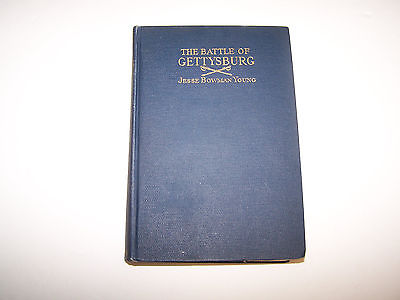 THE BATTLE OF
GETTYSBURG
JESSE BOWMAN YOUNG